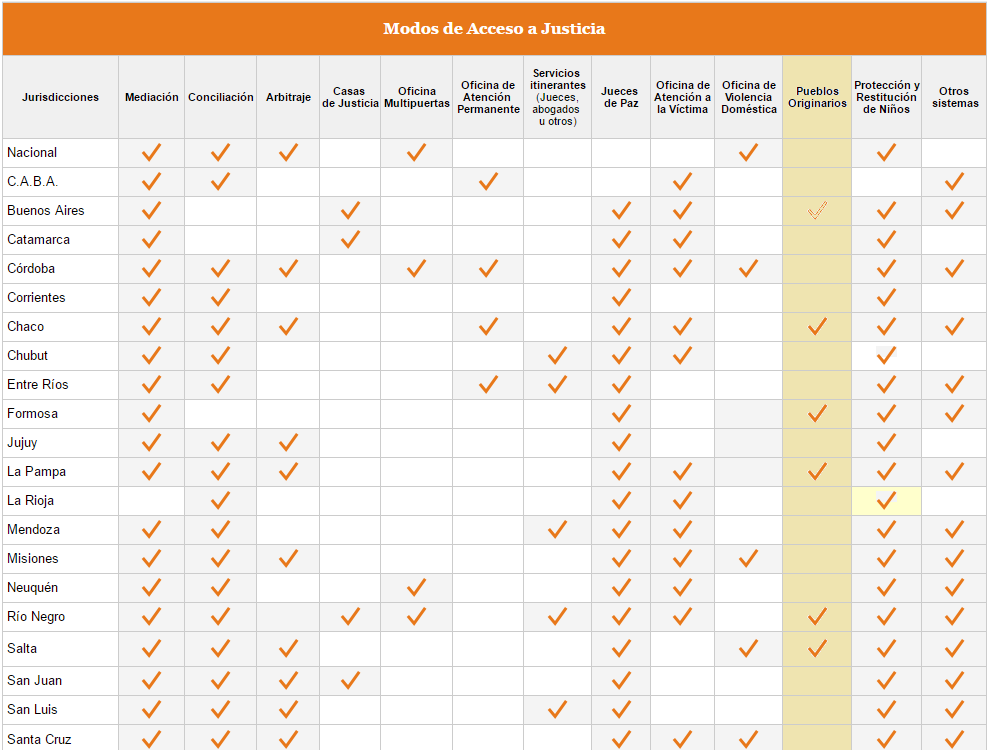 Modos de Acceso a Justicia
Jurisdicciones
Mediación
Conciliación
Arbitraje
Casas
de Justicia
Oficina
Multipuertas
Oficina de
Atención
Permanente
Servicios
itinerantes
(Jueces,
abogados
u otros)
Jueces
de Paz
Oficina de
Atención a
la Víctima
Oficina de
Violencia
Doméstica
Pueblos
Originarios
Protección y
Restitución
de Niños
Otros
sistemas
Nacional
C.A.B.A.
Buenos Aires
Catamarca
Córdoba
Corrientes
Chaco
Chubut
Entre Ríos
Formosa
Jujuy
La Pampa
La Rioja
Mendoza
Misiones
Neuquén
Río Negro
Salta
San Juan
San Luis
Santa Cruz